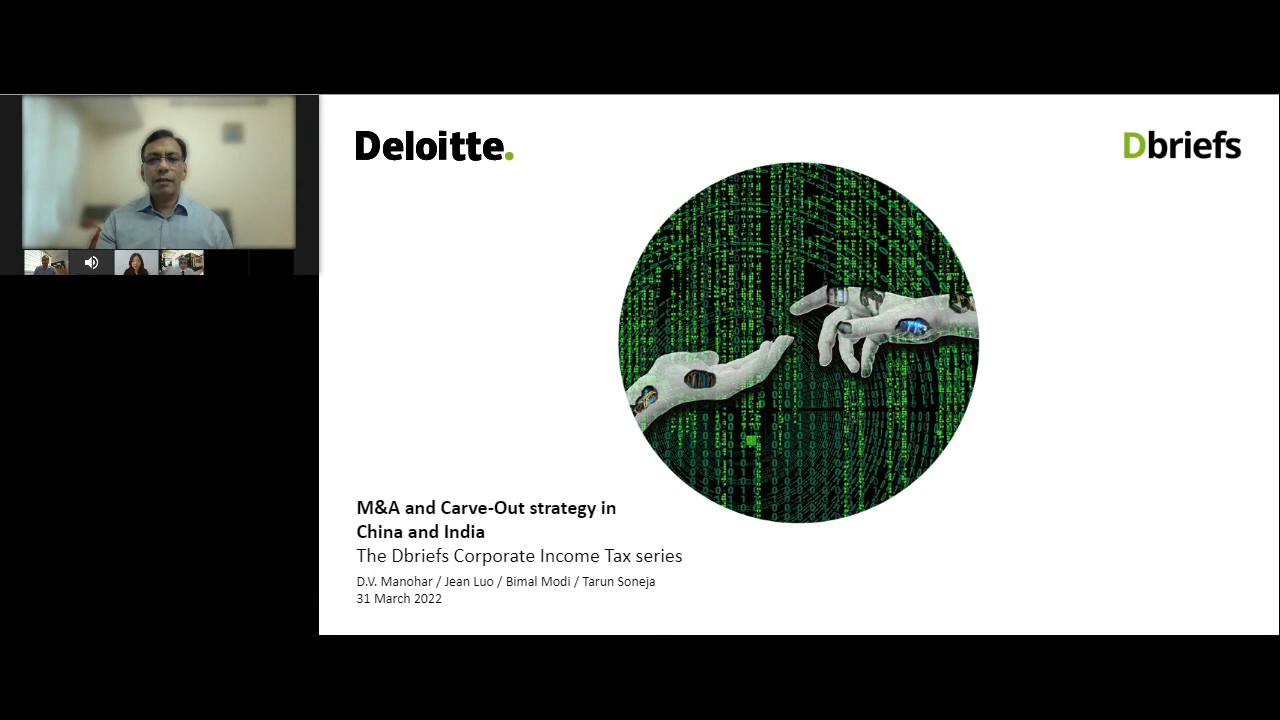 Deloitte.
Dbriefs
M&A and Carve-Out strategy in
China and India
The Dbriefs Corporate Income Tax series
D.V. Manohar / Jean Luo / Bimal Modi / Tarun Soneja
31 March 2022